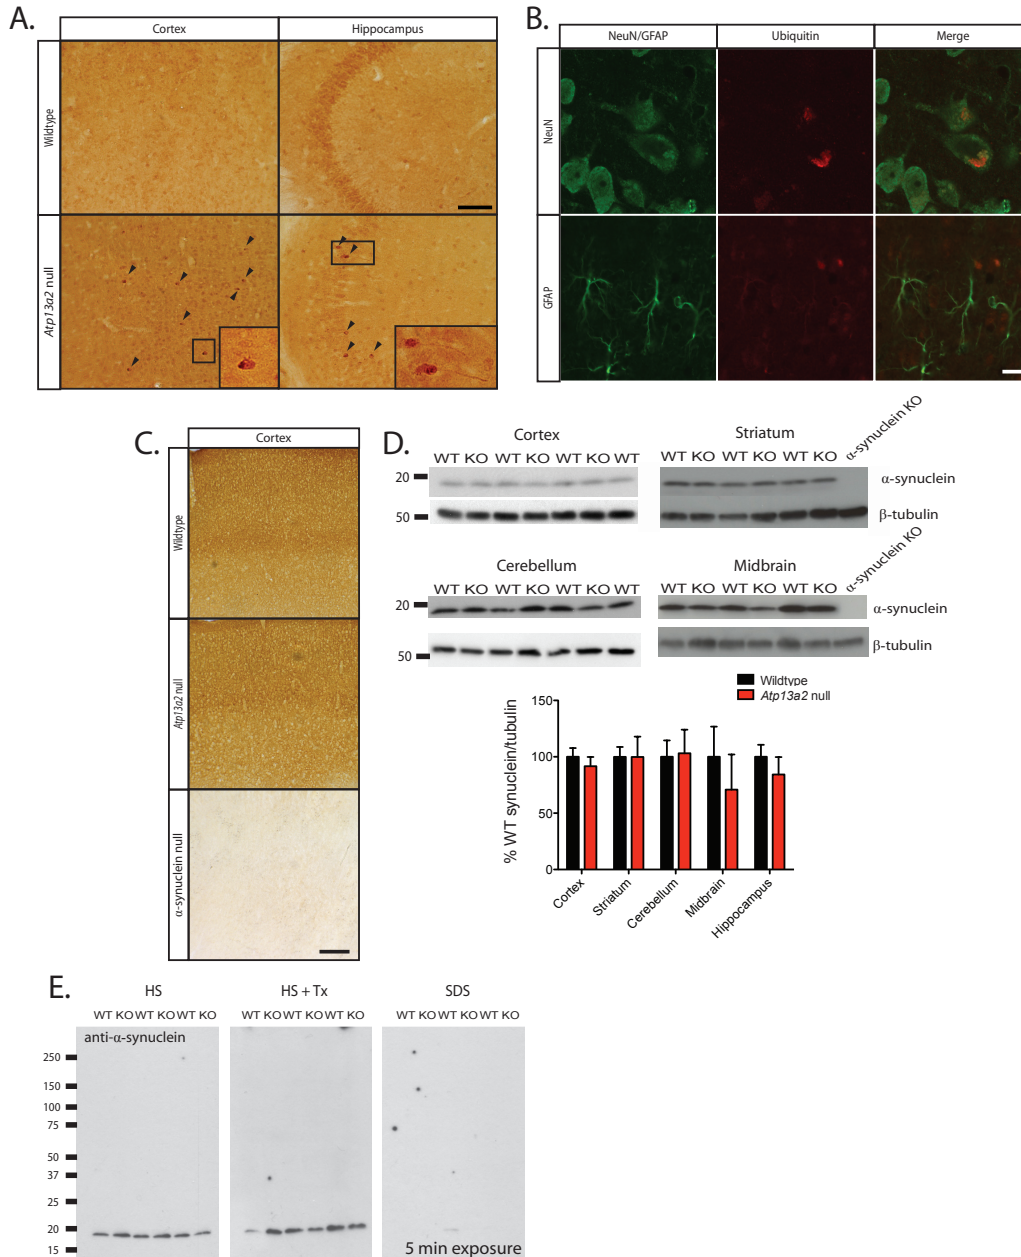 A.
Cortex
Hippocampus
Wildtype
Atp13a2 null
B.
NeuN/GFAP
Ubiquitin
Merge
NeuN
GFAP
C.
Cortex
Wildtype
Atp13a2 null
α-synuclein null
D.
Cortex
WT KO WT KO WT KO WT
20
50
Striatum
WT KO WT KO WT KO α-synuclein KO
α-synuclein
β-tubulin
Cerebellum
WT KO WT KO WT KO WT
20
50
Midbrain
WT KO WT KO WT KO α-synuclein KO
α-synuclein
β-tubulin
Wildtype
Atp13a2 null
% WT synuclein/tubulin
150
100
50
0
Cortex
Striatum
Cerebellum
Midbrain
Hippocampus
E.
HS
HS + Tx
SDS
WT KO WT KO WT KO
WT KO WT KO WT KO
WT KO WT KO WT KO
anti-α-synuclein
250
150
100
75
50
37
25
20
15
5 min exposure